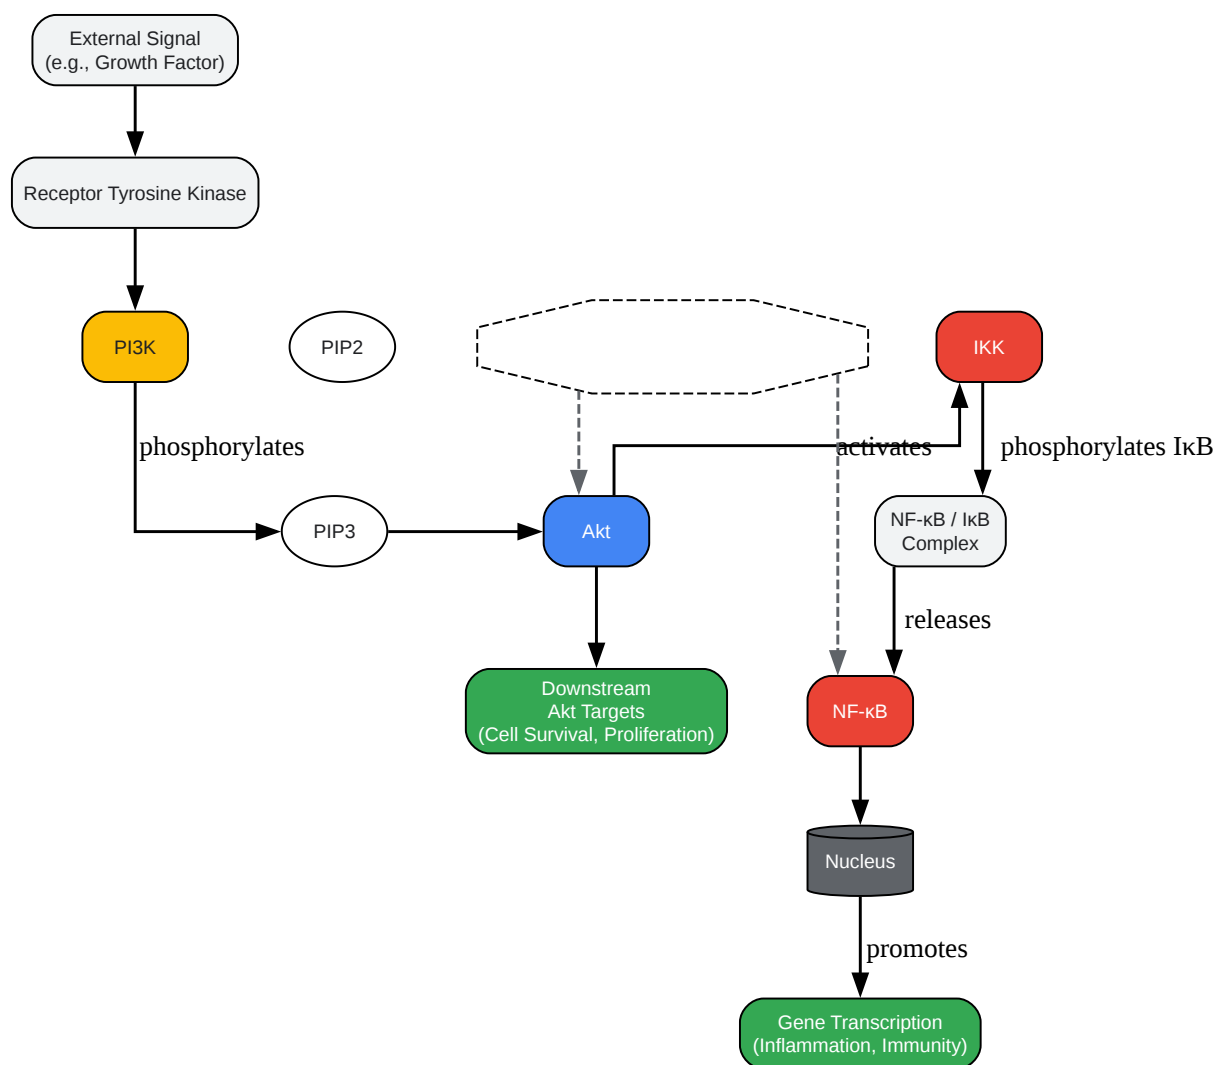 External Signal
(e.g., Growth Factor)
Receptor Tyrosine Kinase
PI3K
PIP2
IKK
phosphorylates
activates
phosphorylates IκB
PIP3
Akt
NF-κB / IκB
Complex
releases
Downstream
Akt Targets
(Cell Survival, Proliferation)
NF-κB
Nucleus
promotes
Gene Transcription
(Inflammation, Immunity)